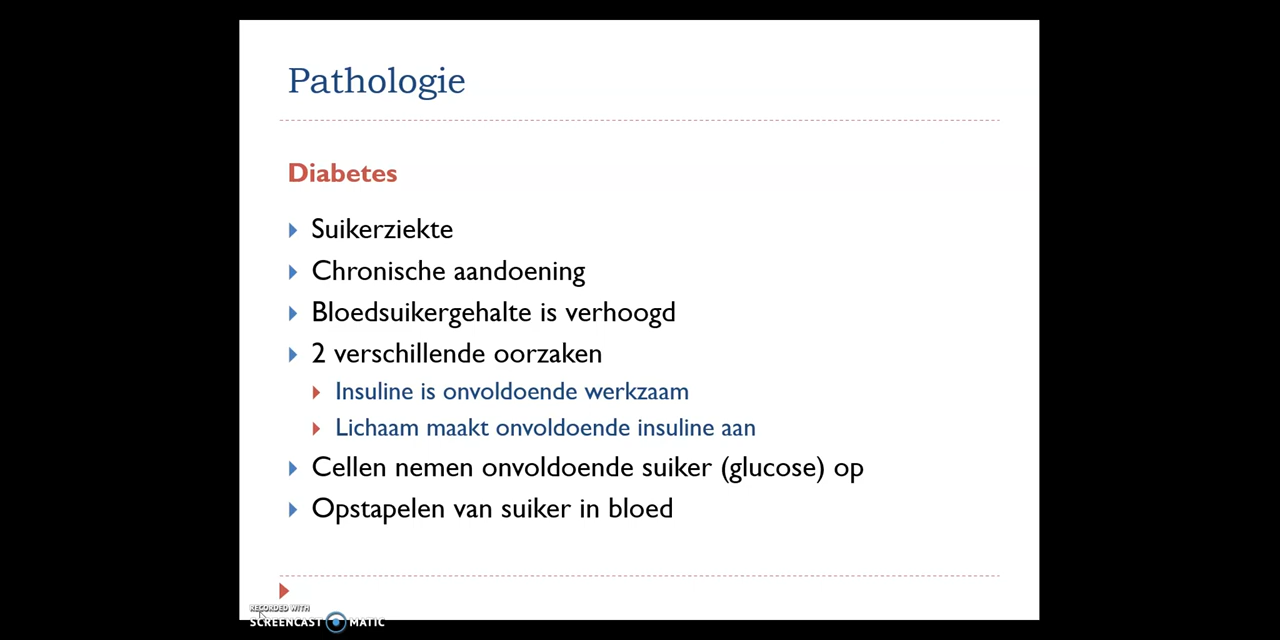 Pathologie
Diabetes
Suikerziekte
Chronische aandoening
Bloedsuikergehalte is verhoogd
2 verschillende oorzaken
Insuline is onvoldoende werkzaam
Lichaam maakt onvoldoende insuline aan
Cellen nemen onvoldoende suiker (glucose) op
Opstapelen van suiker in bloed
RECORDED WITH
SCREENCAST MATIC